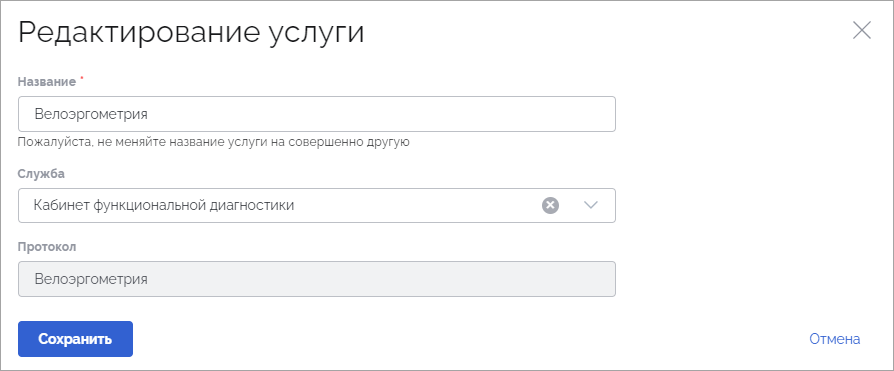 Редактирование услуги
Название *
Велоэргометрия
Пожалуйста, не меняйте название услуги на совершенно другую
Служба
Кабинет функциональной диагностики
Протокол
Велоэргометрия
Сохранить
Отмена